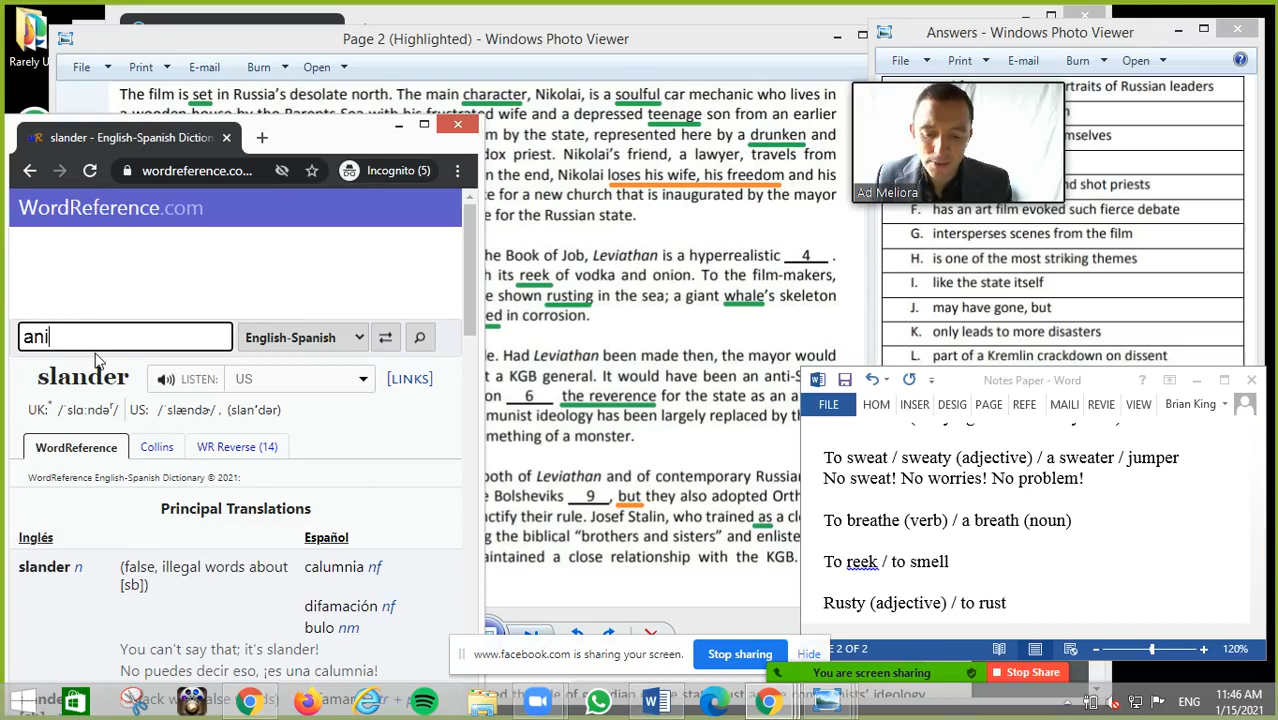 Rarely U
Page 2 (Highlighted) - Windows Photo Viewer
File Print E-mail Burn Open
The film is set in Russia's desolate north. The main character, Nikolai, is a soulful car mechanic who lives in
a wooden house by the Barents Sea with his frustrated wife and a depressed teenage son from an earlier
m by the state, represented here by a drunken and
dox priest. Nikolai's friend, a lawyer, travels from
n the end, Nikolai loses his wife, his freedom and his
te for a new church that is inaugurated by the mayor
e for the Russian state.
the Book of Job, Leviathan is a hyperrealistic 4 .
h its reek of vodka and onion. To the film-makers,
e shown rusting in the sea; a giant whale's skeleton
ed in corrosion.
le. Had Leviathan been made then, the mayor would
t a KGB general. It would have been an anti-S
on 6 the reverence for the state as an a
munist ideology has been largely replaced by th
mething of a monster.
ooth of Leviathan and of contemporary Russian
e Bolsheviks 9 , but they also adopted Orth
nctify their rule. Josef Stalin, who trained as a cl
ng the biblical "brothers and sisters" and enliste
aintained a close relationship with the KGB.
Answers - Windows Photo Viewer
File Print E-mail Burn Open
rtraits of Russian leaders
m
mselves
nd shot priests
F. has an art film evoked such fierce debate
G. intersperses scenes from the film
H. is one of the most striking themes
I. like the state itself
J. may have gone, but
K. only leads to more disasters
L. part of a Kremlin crackdown on dissent
Ad Meliora
slander - English-Spanish Diction
wordreference.co...
Incognito (5)
WordReference.com
ani
English-Spanish
slander
LISTEN:
US
[LINKS]
UK:* /ˈslɑːndəʳ/ US: /ˈslændɚ/ , (slan′dər)
WordReference Collins WR Reverse (14)
WordReference English-Spanish Dictionary © 2021:
Principal Translations
Inglés Español
slander n (false, illegal words about calumnia nf
[sb])
difamación nf
bulo nm
You can't say that; it's slander!
No puedes decir eso, ¡es una calumnia!
Notes Paper - Word
FILE HOM INSER DESIG PAGE REFE MAILI REVIE VIEW Brian King
To sweat / sweaty (adjective) / a sweater / jumper
No sweat! No worries! No problem!
To breathe (verb) / a breath (noun)
To reek / to smell
Rusty (adjective) / to rust
2 OF 2
120%
www.facebook.com is sharing your screen.
Stop sharing
Hide
You are screen sharing
Stop Share
ENG
11:46 AM
1/15/2021